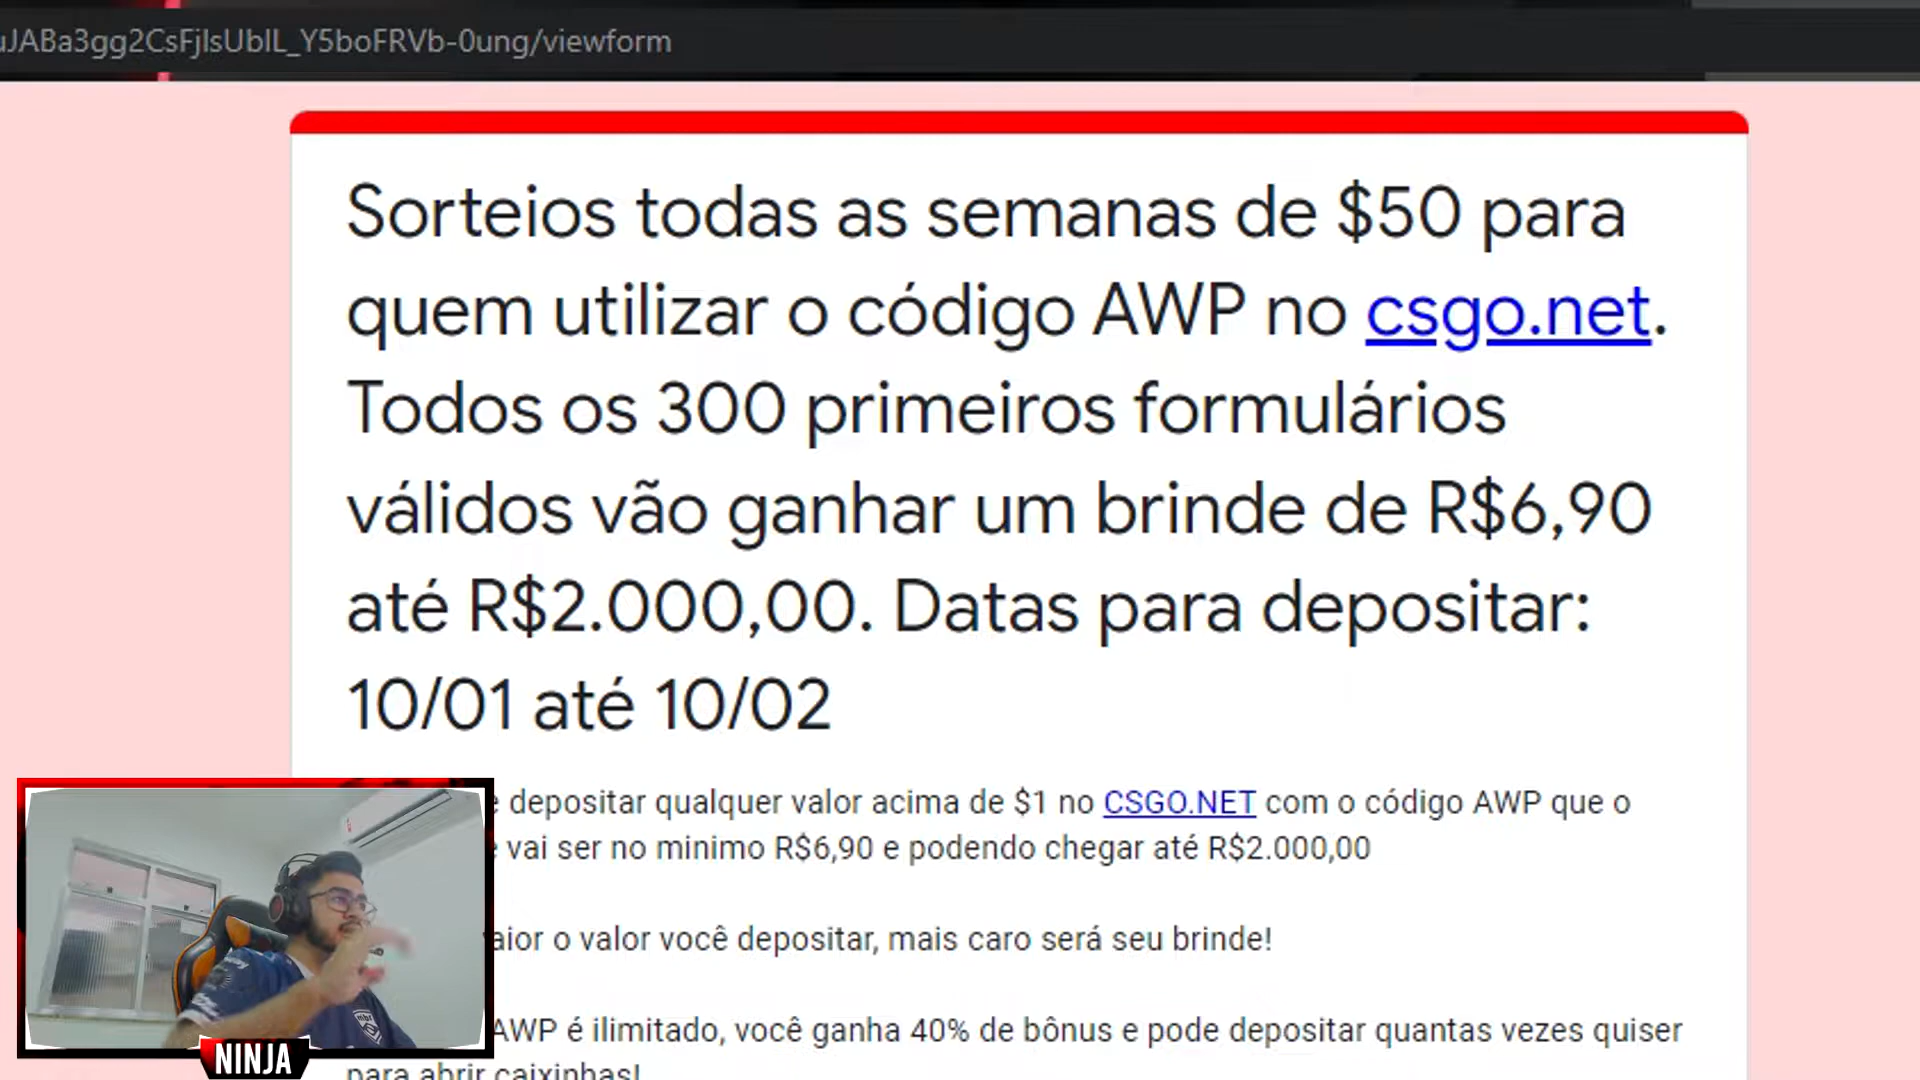 uJABa3gg2CsFjIsUbIL_Y5boFRVb-0ung/viewform
Sorteios todas as semanas de $50 para
quem utilizar o código AWP no csgo.net.
Todos os 300 primeiros formulários
válidos vão ganhar um brinde de R$6,90
até R$2.000,00. Datas para depositar:
10/01 até 10/02
depositar qualquer valor acima de $1 no CSGO.NET com o código AWP que o
vai ser no minimo R$6,90 e podendo chegar até R$2.000,00
o valor você depositar, mais caro será seu brinde!
AWP é ilimitado, você ganha 40% de bônus e pode depositar quantas vezes quiser
para abrir caixinhas!
NINJA